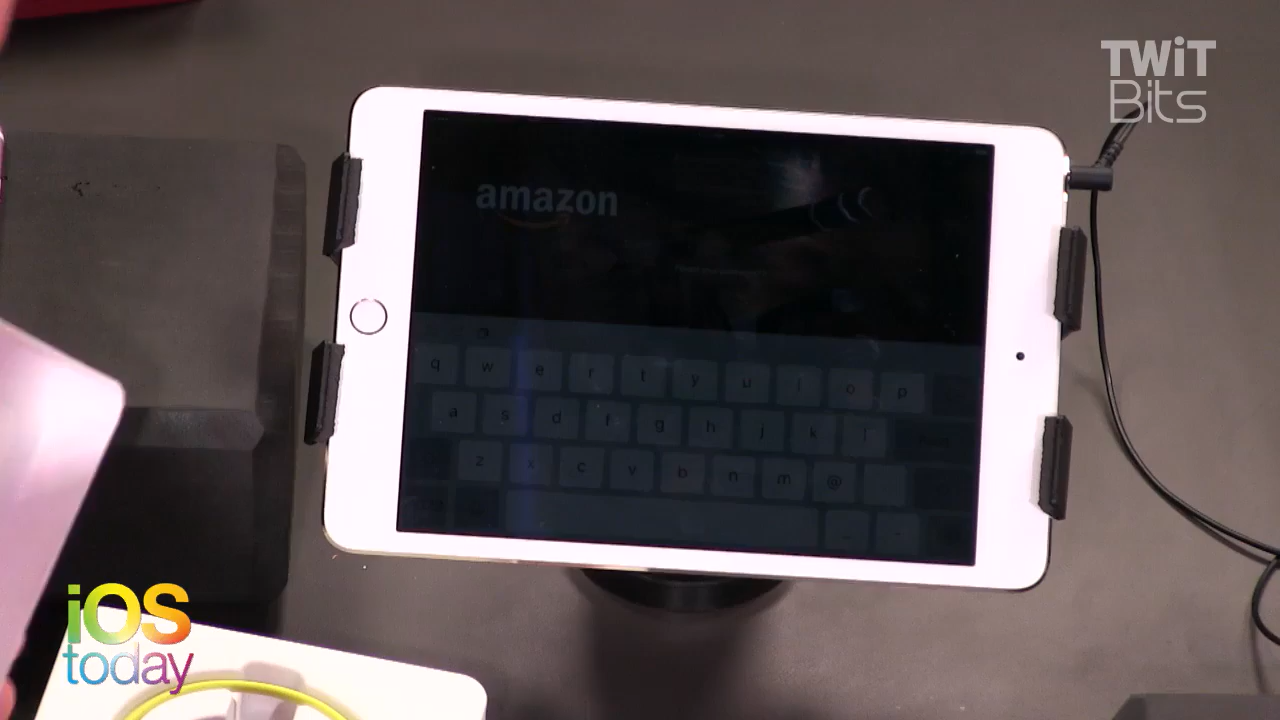 TWiT
Bits
amazon
q w e r t y u i o p
a s d f g h j k l
z x c v b n m @
iOS
today